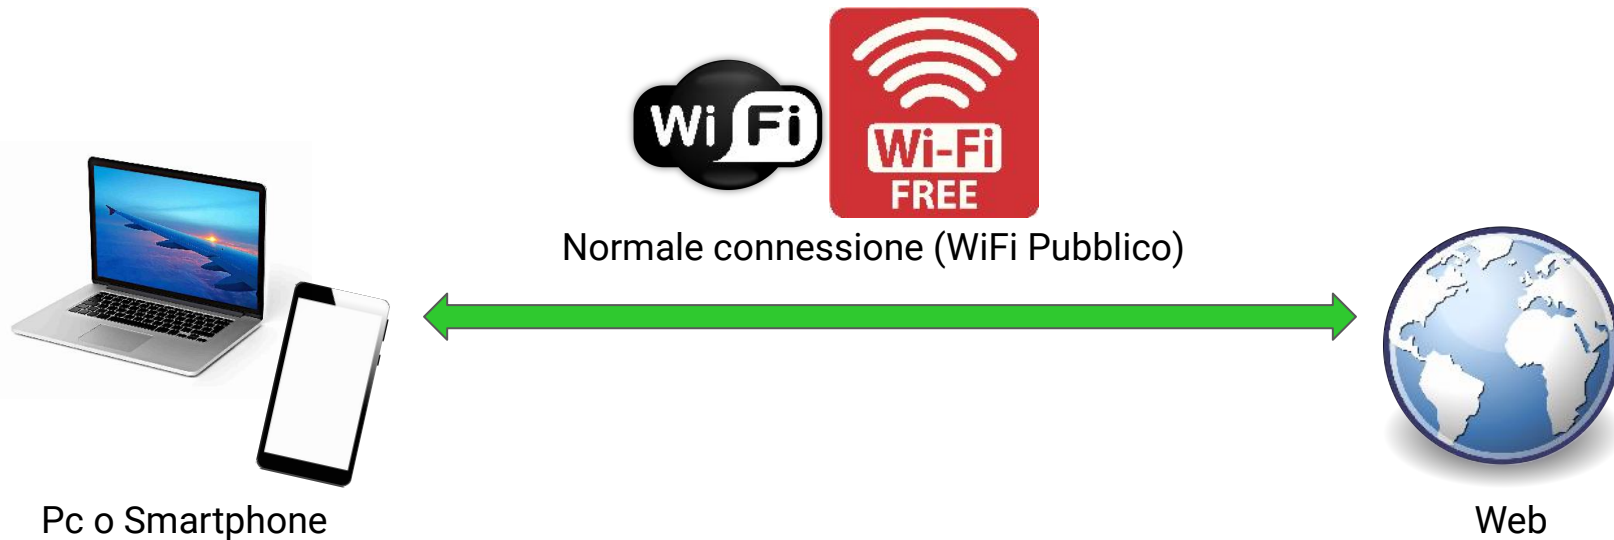 Wi Fi
Wi-Fi
FREE
Normale connessione (WiFi Pubblico)
Pc o Smartphone
Web